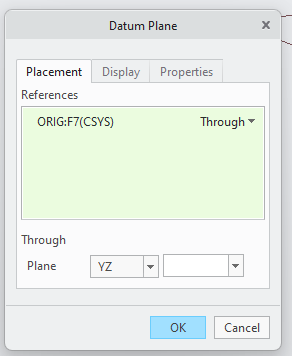 Datum Plane
Placement Display Properties
References
ORIG:F7(CSYS) Through
Through
Plane YZ
OK Cancel